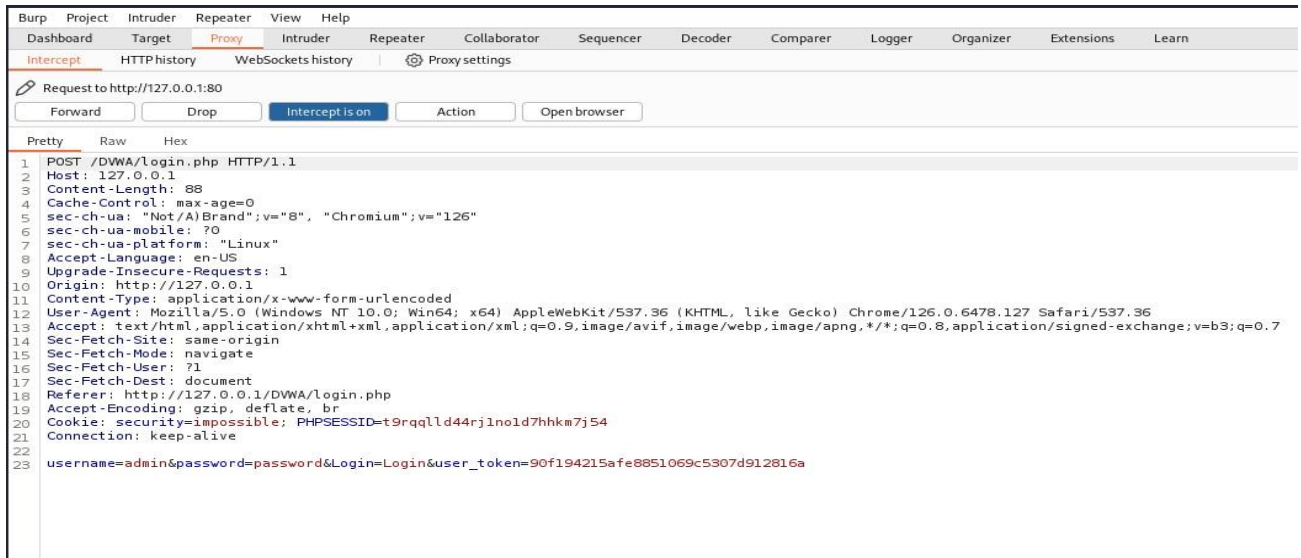 Burp Project Intruder Repeater View Help
Dashboard Target Proxy Intruder Repeater Collaborator Sequencer Decoder Comparer Logger Organizer Extensions Learn
Intercept HTTP history WebSockets history Proxy settings
Request to http://127.0.0.1:80
Forward Drop Intercept is on Action Open browser
Pretty Raw Hex
1 POST /DVWA/login.php HTTP/1.1
2 Host: 127.0.0.1
3 Content-Length: 88
4 Cache-Control: max-age=0
5 sec-ch-ua: "Not/A)Brand";v="8", "Chromium";v="126"
6 sec-ch-ua-mobile: ?0
7 sec-ch-ua-platform: "Linux"
8 Accept-Language: en-US
9 Upgrade-Insecure-Requests: 1
10 Origin: http://127.0.0.1
11 Content-Type: application/x-www-form-urlencoded
12 User-Agent: Mozilla/5.0 (Windows NT 10.0; Win64; x64) AppleWebKit/537.36 (KHTML, like Gecko) Chrome/126.0.6478.127 Safari/537.36
13 Accept: text/html,application/xhtml+xml,application/xml;q=0.9,image/avif,image/webp,image/apng,*/*;q=0.8,application/signed-exchange;v=b3;q=0.7
14 Sec-Fetch-Site: same-origin
15 Sec-Fetch-Mode: navigate
16 Sec-Fetch-User: ?1
17 Sec-Fetch-Dest: document
18 Referer: http://127.0.0.1/DVWA/login.php
19 Accept-Encoding: gzip, deflate, br
20 Cookie: security=impossible; PHPSESSID=t9rqqlld44rj1no1d7hhkm7j54
21 Connection: keep-alive
22
23 username=admin&password=password&Login=Login&user_token=90f194215afe8851069c5307d912816a